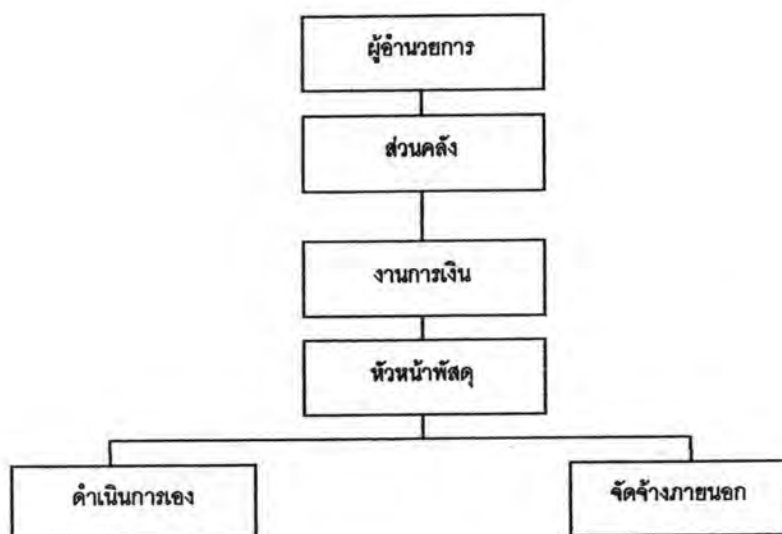 ผู้อำนวยการ
ส่วนคลัง
งานการเงิน
หัวหน้าพัสดุ
ดำเนินการเอง
จัดจ้างภายนอก